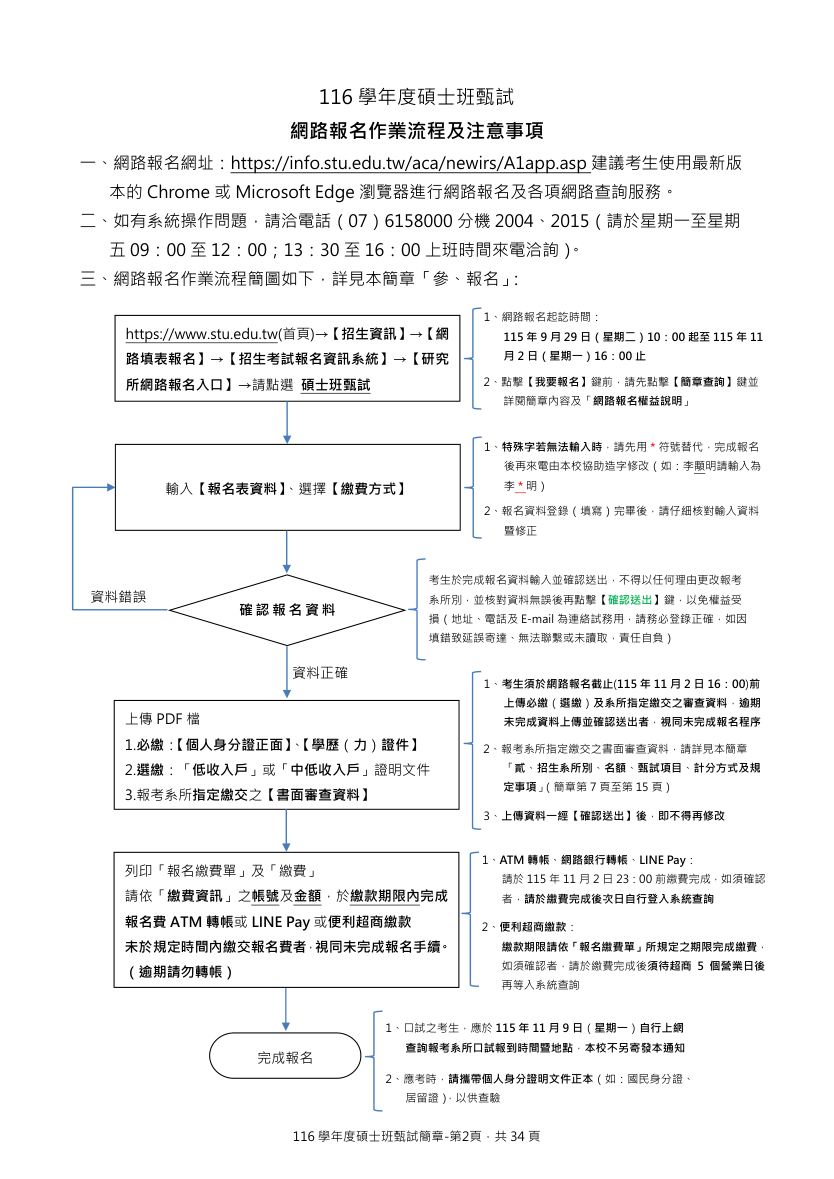 116 學年度碩士班甄試
網路報名作業流程及注意事項
一、網路報名網址：https://info.stu.edu.tw/aca/newirs/A1app.asp 建議考生使用最新版
本的 Chrome 或 Microsoft Edge 瀏覽器進行網路報名及各項網路查詢服務。
二、如有系統操作問題，請洽電話（07）6158000 分機 2004、2015（請於星期一至星期
五 09：00 至 12：00；13：30 至 16：00 上班時間來電洽詢）。
三、網路報名作業流程簡圖如下，詳見本簡章「參、報名」：
https://www.stu.edu.tw(首頁)→【招生資訊】→【網
路填表報名】→【招生考試報名資訊系統】→【研究
所網路報名入口】→請點選 碩士班甄試
1、網路報名起訖時間：
115 年 9 月 29 日（星期二）10：00 起至 115 年 11
月 2 日（星期一）16：00 止
2、點擊【我要報名】鍵前，請先點擊【簡章查詢】鍵並
詳閱簡章內容及「網路報名權益說明」
輸入【報名表資料】、選擇【繳費方式】
1、特殊字若無法輸入時，請先用 * 符號替代，完成報名
後再來電由本校協助造字修改（如：李䫌明請輸入為
李 * 明）
2、報名資料登錄（填寫）完畢後，請仔細核對輸入資料
暨修正
資料錯誤
確認報名資料
考生於完成報名資料輸入並確認送出，不得以任何理由更改報考
系所別，並核對資料無誤後再點擊【確認送出】鍵，以免權益受
損（地址、電話及 E-mail 為連絡試務用，請務必登錄正確，如因
填錯致延誤寄達、無法聯繫或未讀取，責任自負）
資料正確
上傳 PDF 檔
1.必繳：【個人身分證正面】、【學歷（力）證件】
2.選繳：「低收入戶」或「中低收入戶」證明文件
3.報考系所指定繳交之【書面審查資料】
1、考生須於網路報名截止(115 年 11 月 2 日 16：00)前
上傳必繳（選繳）及系所指定繳交之審查資料，逾期
未完成資料上傳並確認送出者，視同未完成報名程序
2、報考系所指定繳交之書面審查資料，請詳見本簡章
「貳、招生系所別、名額、甄試項目、計分方式及規
定事項」（簡章第 7 頁至第 15 頁）
3、上傳資料一經【確認送出】後，即不得再修改
列印「報名繳費單」及「繳費」
請依「繳費資訊」之帳號及金額，於繳款期限內完成
報名費 ATM 轉帳或 LINE Pay 或便利超商繳款
未於規定時間內繳交報名費者，視同未完成報名手續。
（逾期請勿轉帳）
1、ATM 轉帳、網路銀行轉帳、LINE Pay：
請於 115 年 11 月 2 日 23：00 前繳費完成，如須確認
者，請於繳費完成後次日自行登入系統查詢
2、便利超商繳款：
繳款期限請依「報名繳費單」所規定之期限完成繳費，
如須確認者，請於繳費完成後須待超商 5 個營業日後
再等入系統查詢
完成報名
1、口試之考生，應於 115 年 11 月 9 日（星期一）自行上網
查詢報考系所口試報到時間暨地點，本校不另寄發本通知
2、應考時，請攜帶個人身分證明文件正本（如：國民身分證、
居留證），以供查驗
116 學年度碩士班甄試簡章-第2頁，共 34 頁